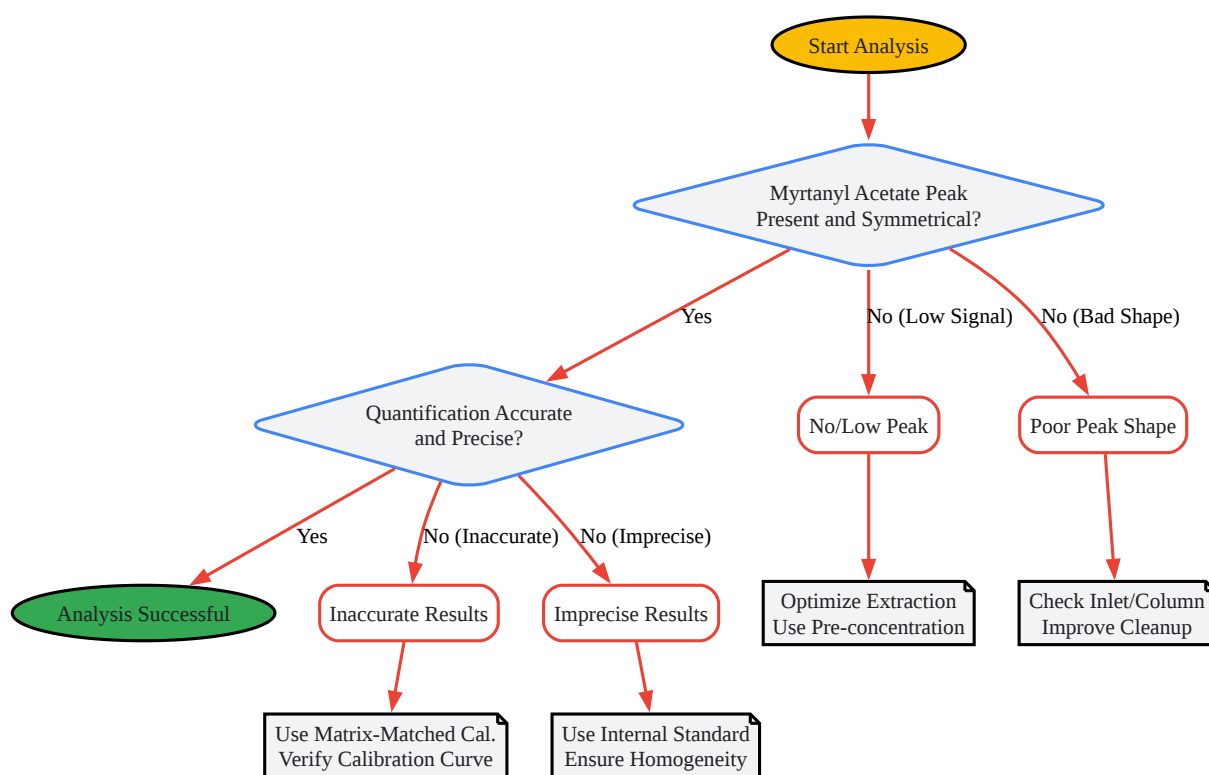 Start Analysis
Myrtanyl Acetate Peak
Present and Symmetrical?
Yes
No (Low Signal)
No (Bad Shape)
Quantification Accurate
and Precise?
No/Low Peak
Poor Peak Shape
Yes
No (Inaccurate)
No (Imprecise)
Analysis Successful
Inaccurate Results
Imprecise Results
Optimize Extraction
Use Pre-concentration
Check Inlet/Column
Improve Cleanup
Use Matrix-Matched Cal.
Verify Calibration Curve
Use Internal Standard
Ensure Homogeneity